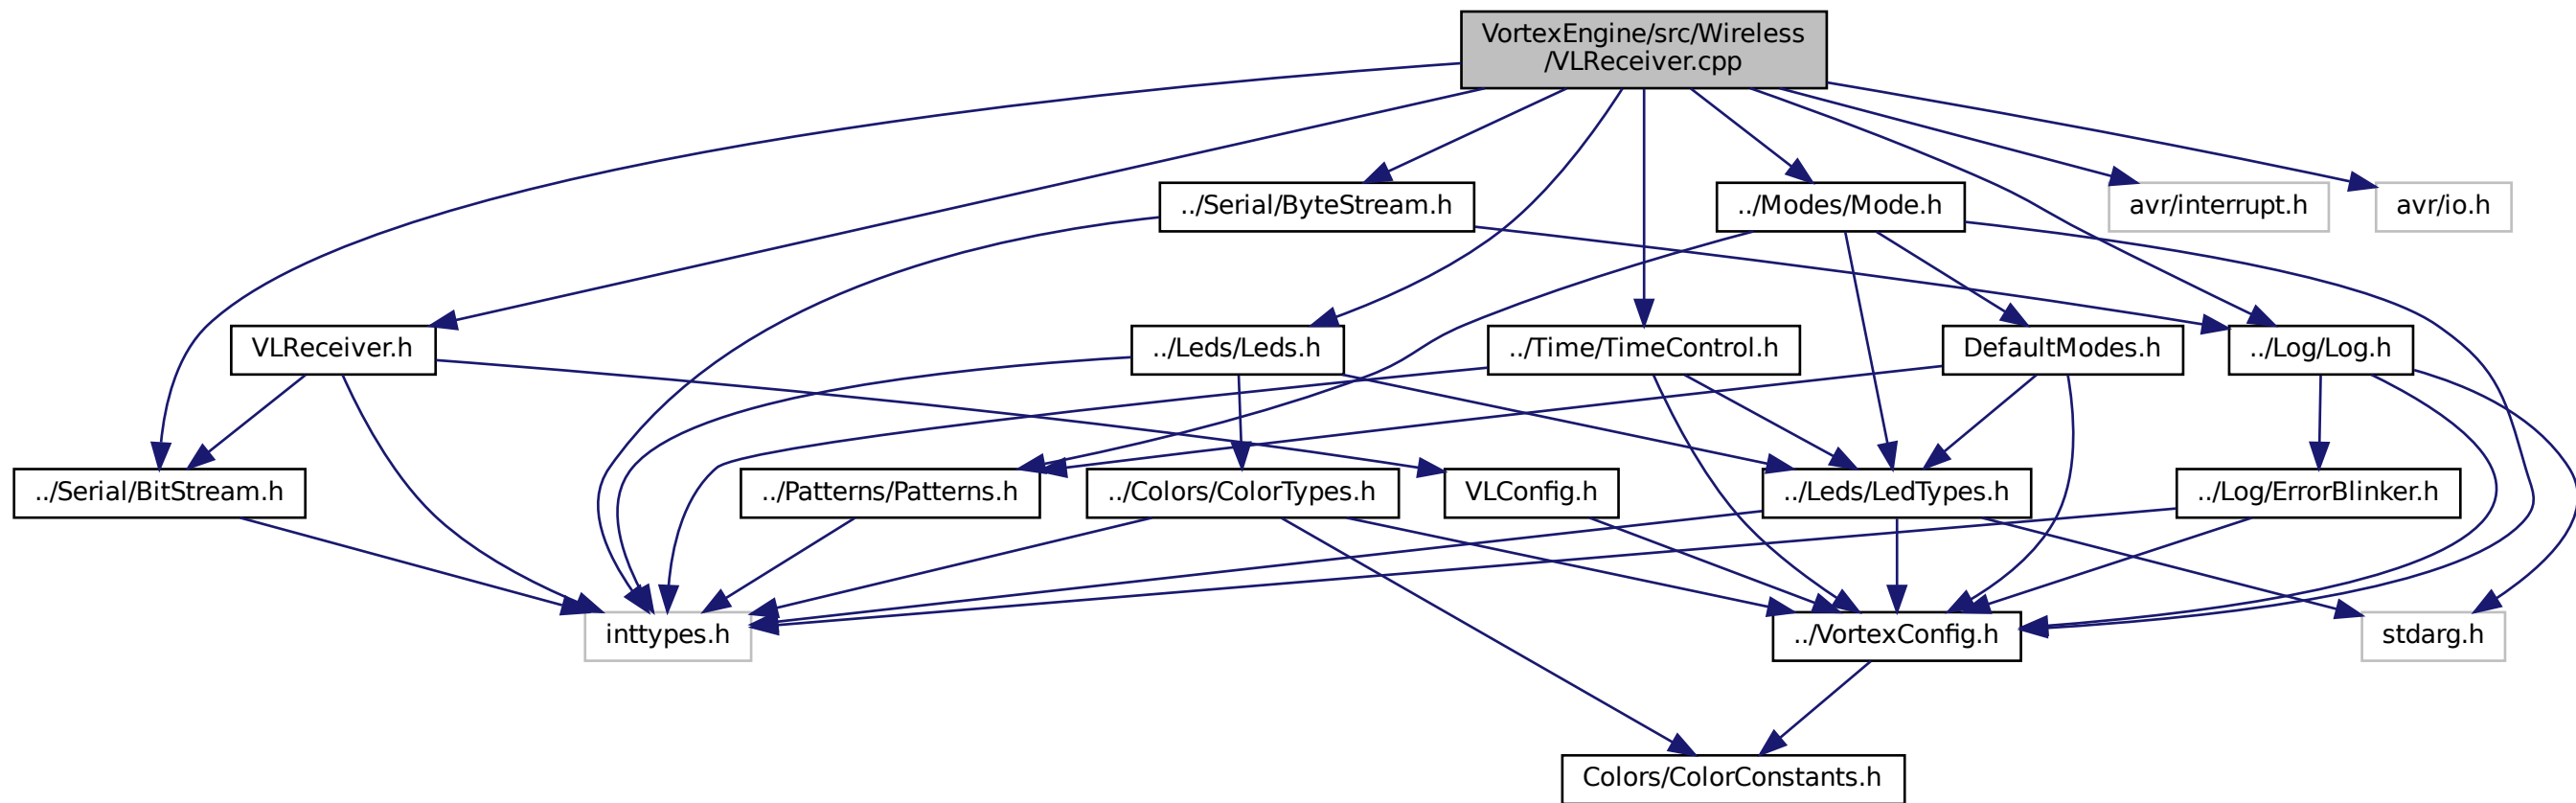 VortexEngine/src/Wireless
/VLReceiver.cpp
../Serial/ByteStream.h
../Modes/Mode.h
avr/interrupt.h
avr/io.h
VLReceiver.h
../Leds/Leds.h
../Time/TimeControl.h
DefaultModes.h
../Log/Log.h
../Serial/BitStream.h
../Patterns/Patterns.h
../Colors/ColorTypes.h
VLConfig.h
../Leds/LedTypes.h
../Log/ErrorBlinker.h
inttypes.h
../VortexConfig.h
stdarg.h
Colors/ColorConstants.h